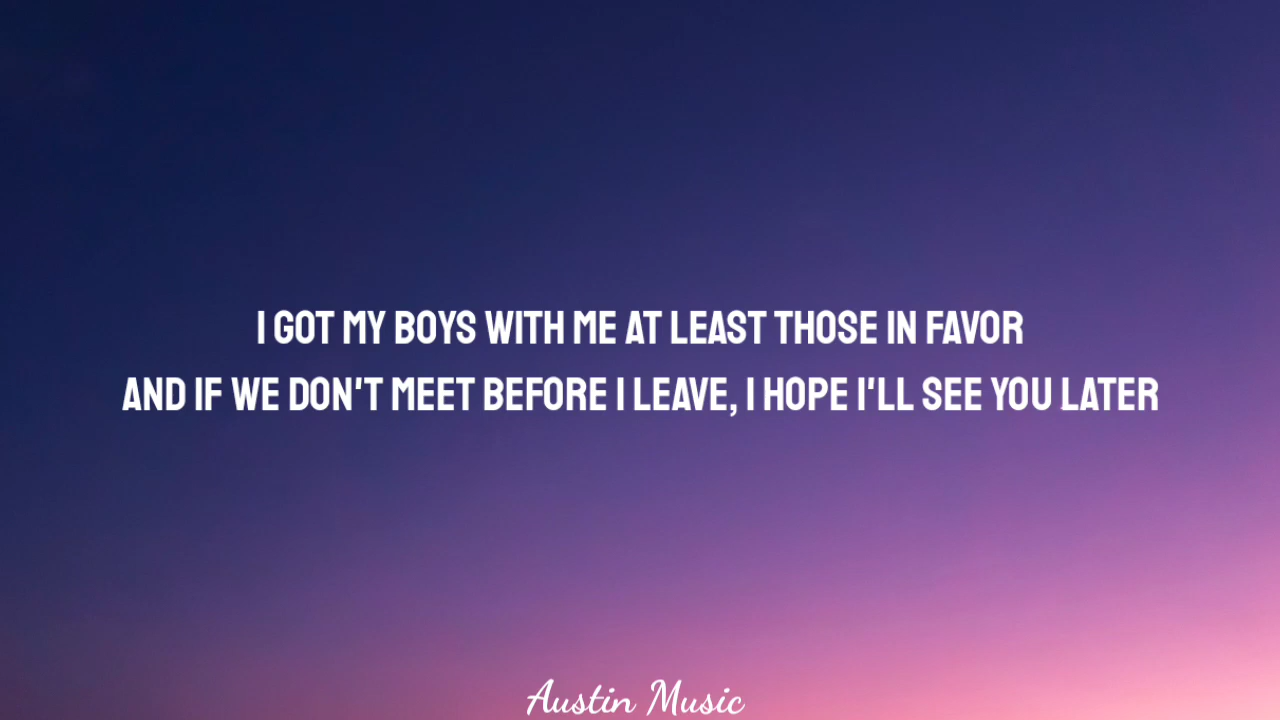 I GOT MY BOYS WITH ME AT LEAST THOSE IN FAVOR
AND IF WE DON'T MEET BEFORE I LEAVE, I HOPE I'LL SEE YOU LATER
Austin Music